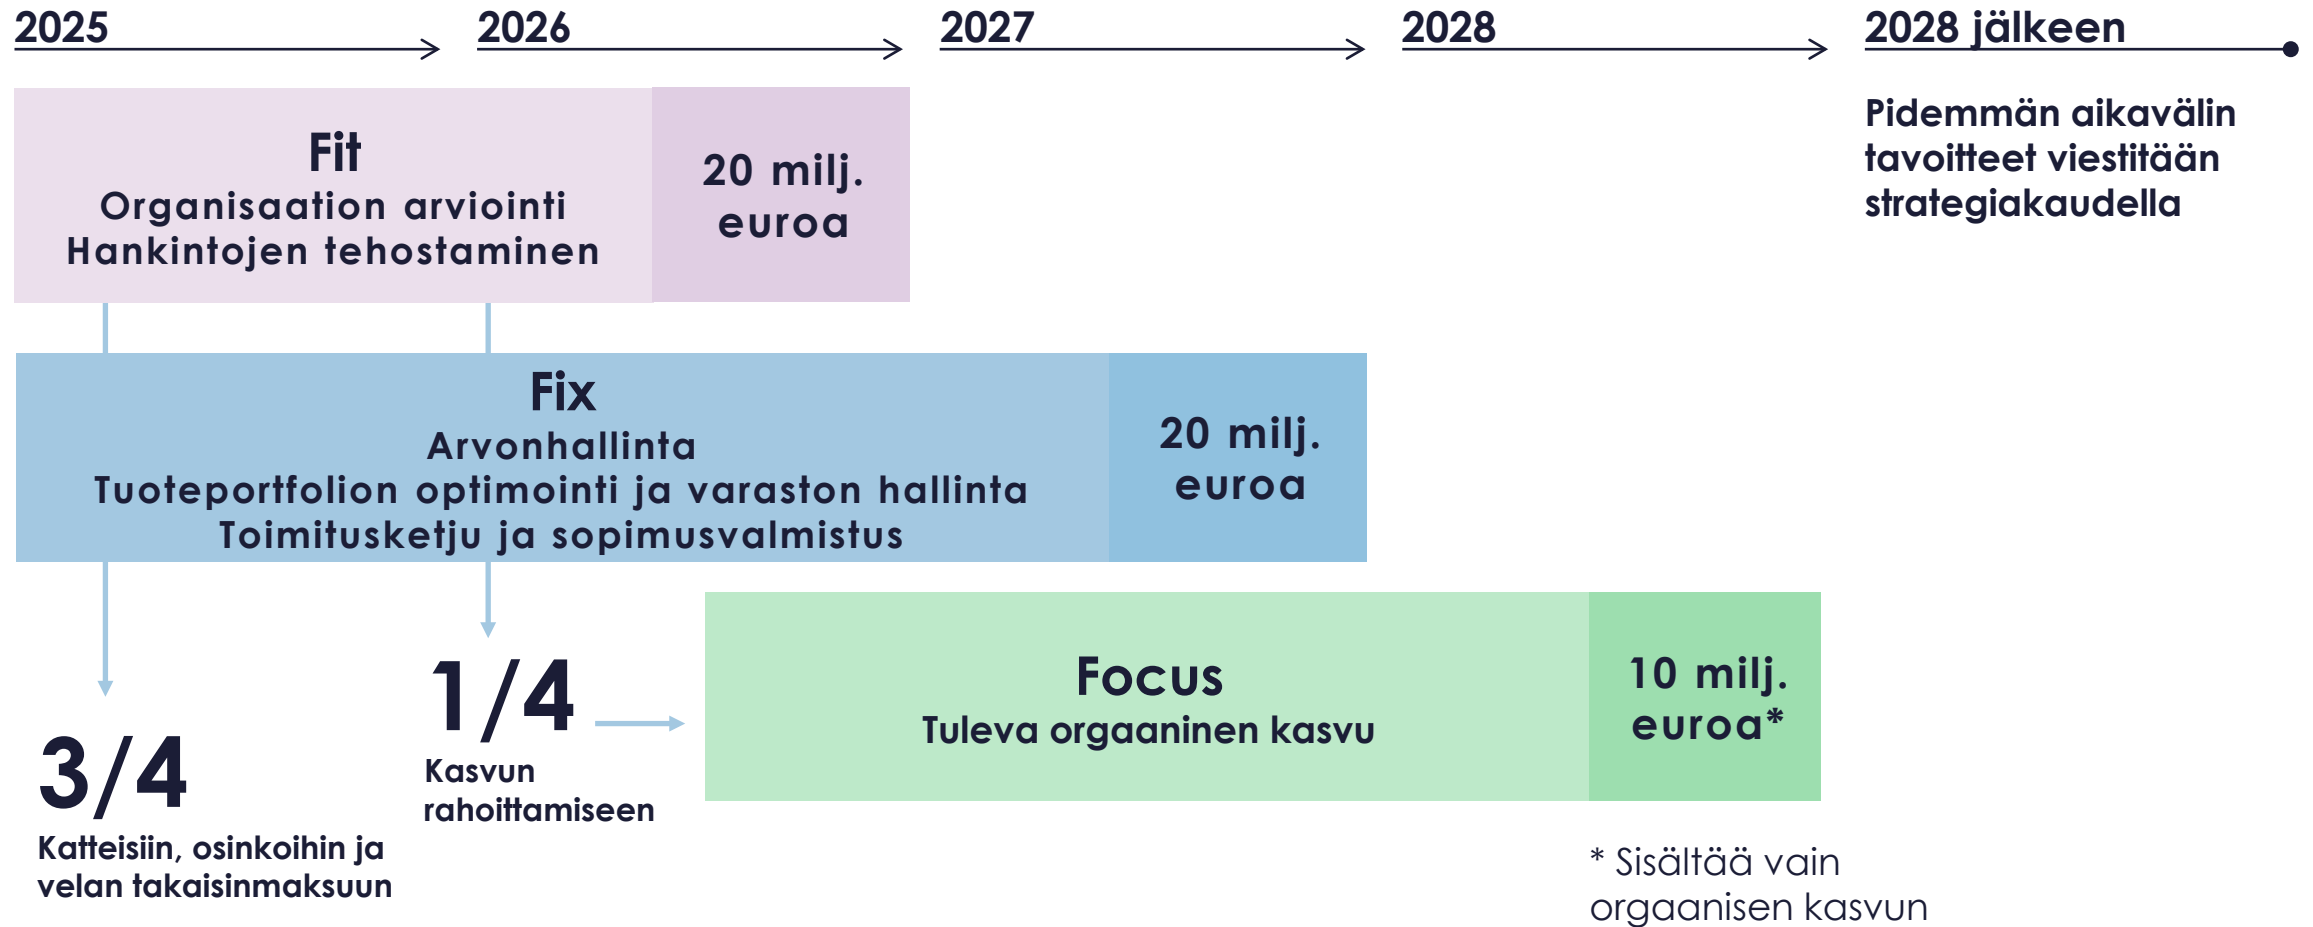 2025
2026
2027
2028
2028 jälkeen
Fit
Organisaation arviointi
Hankintojen tehostaminen
20 milj.
euroa
Pidemmän aikavälin
tavoitteet viestitään
strategiakaudella
Fix
Arvonhallinta
Tuoteportfolion optimointi ja varaston hallinta
Toimitusketju ja sopimusvalmistus
20 milj.
euroa
3/4
Katteisiin, osinkoihin ja
velan takaisinmaksuun
1/4
Kasvun
rahoittamiseen
Focus
Tuleva orgaaninen kasvu
10 milj.
euroa*
* Sisältää vain
orgaanisen kasvun